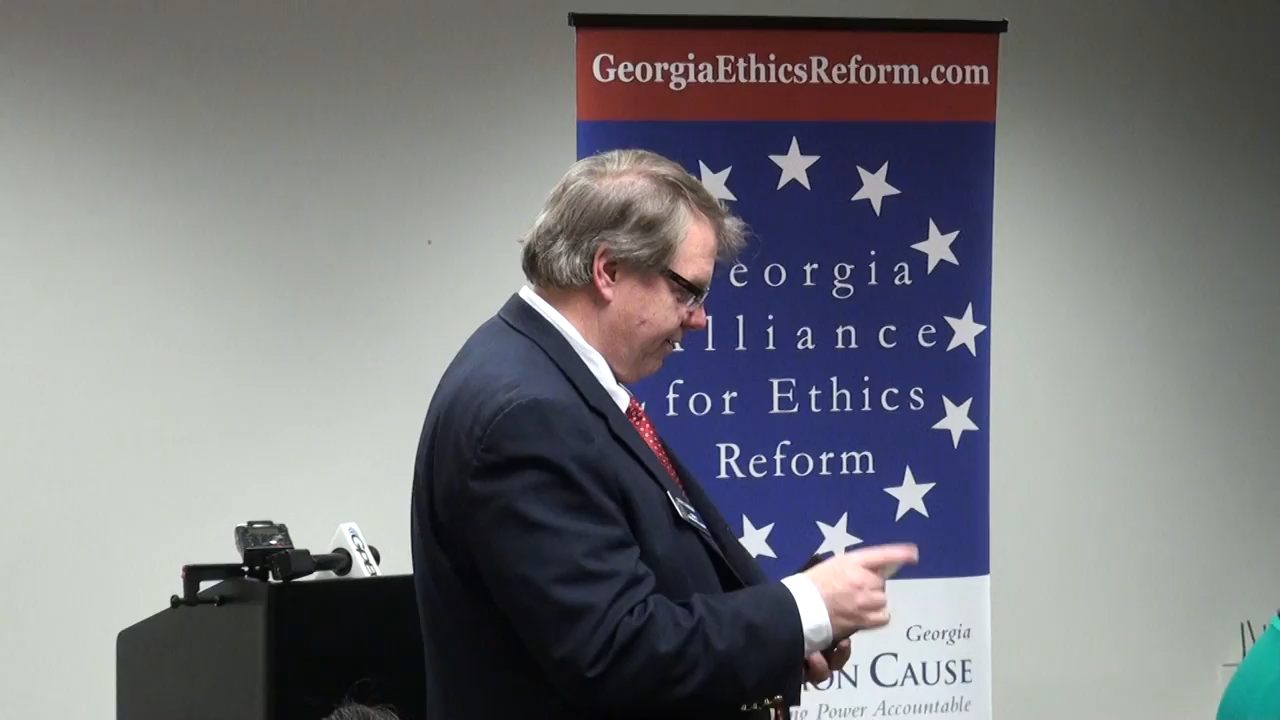 GeorgiaEthicsReform.com
eorgia
lliance
for Ethics
Reform
Georgia
ON CAUSE
Power Accountable